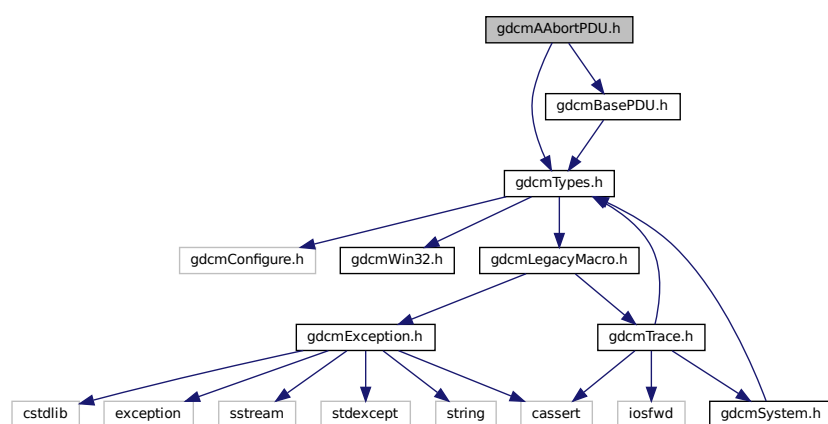 gdcmAAbortPDU.h
gdcmBasePDU.h
gdcmTypes.h
gdcmConfigure.h
gdcmWin32.h
gdcmLegacyMacro.h
gdcmException.h
gdcmTrace.h
cstdlib
exception
sstream
stdexcept
string
cassert
iosfwd
gdcmSystem.h